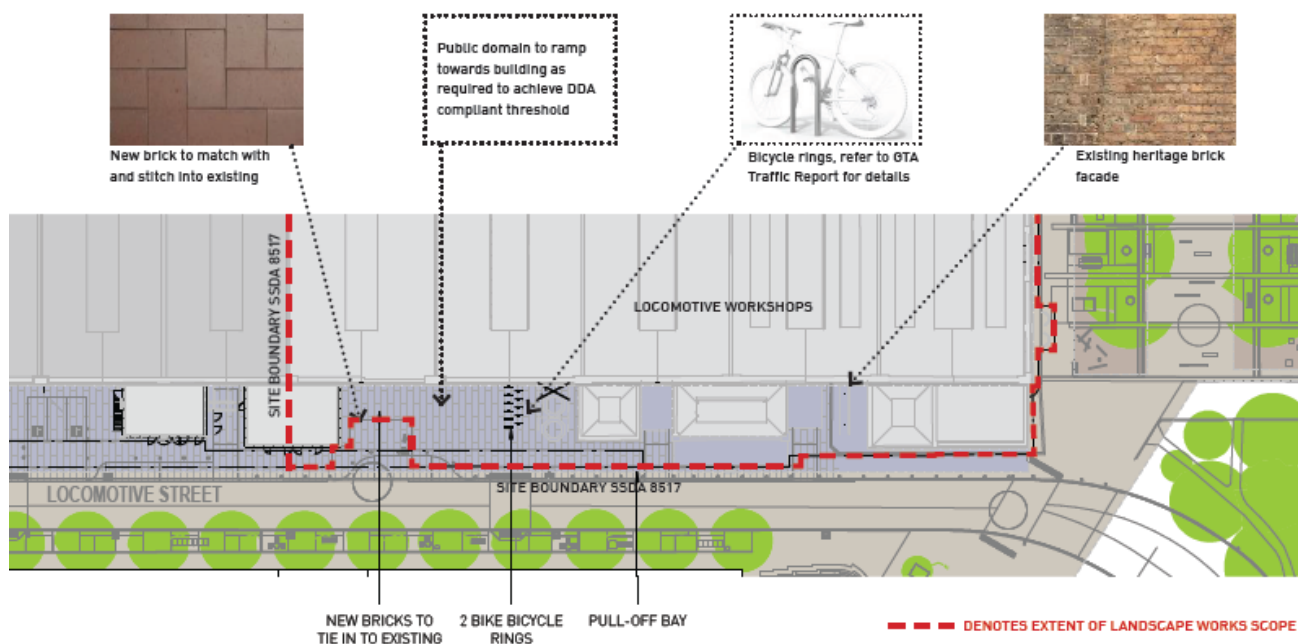 New brick to match with
and stitch into existing
Public domain to ramp
towards building as
required to achieve DDA
compliant threshold
Bicycle rings, refer to GTA
Traffic Report for details
Existing heritage brick
facade
SITE BOUNDARY SSDA 8517
LOCOMOTIVE WORKSHOPS
LOCOMOTIVE STREET
SITE BOUNDARY SSDA 8517
NEW BRICKS TO
TIE IN TO EXISTING
2 BIKE BICYCLE
RINGS
PULL-OFF BAY
DENOTES EXTENT OF LANDSCAPE WORKS SCOPE